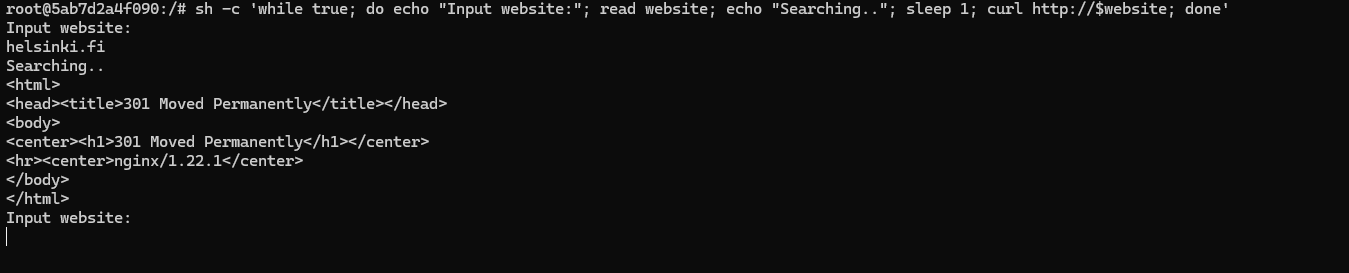 root@5ab7d2a4f090:/# sh -c 'while true; do echo "Input website:"; read website; echo "Searching.."; sleep 1; curl http://$website; done'
Input website:
helsinki.fi
Searching..
<html>
<head><title>301 Moved Permanently</title></head>
<body>
<center><h1>301 Moved Permanently</h1></center>
<hr><center>nginx/1.22.1</center>
</body>
</html>
Input website: